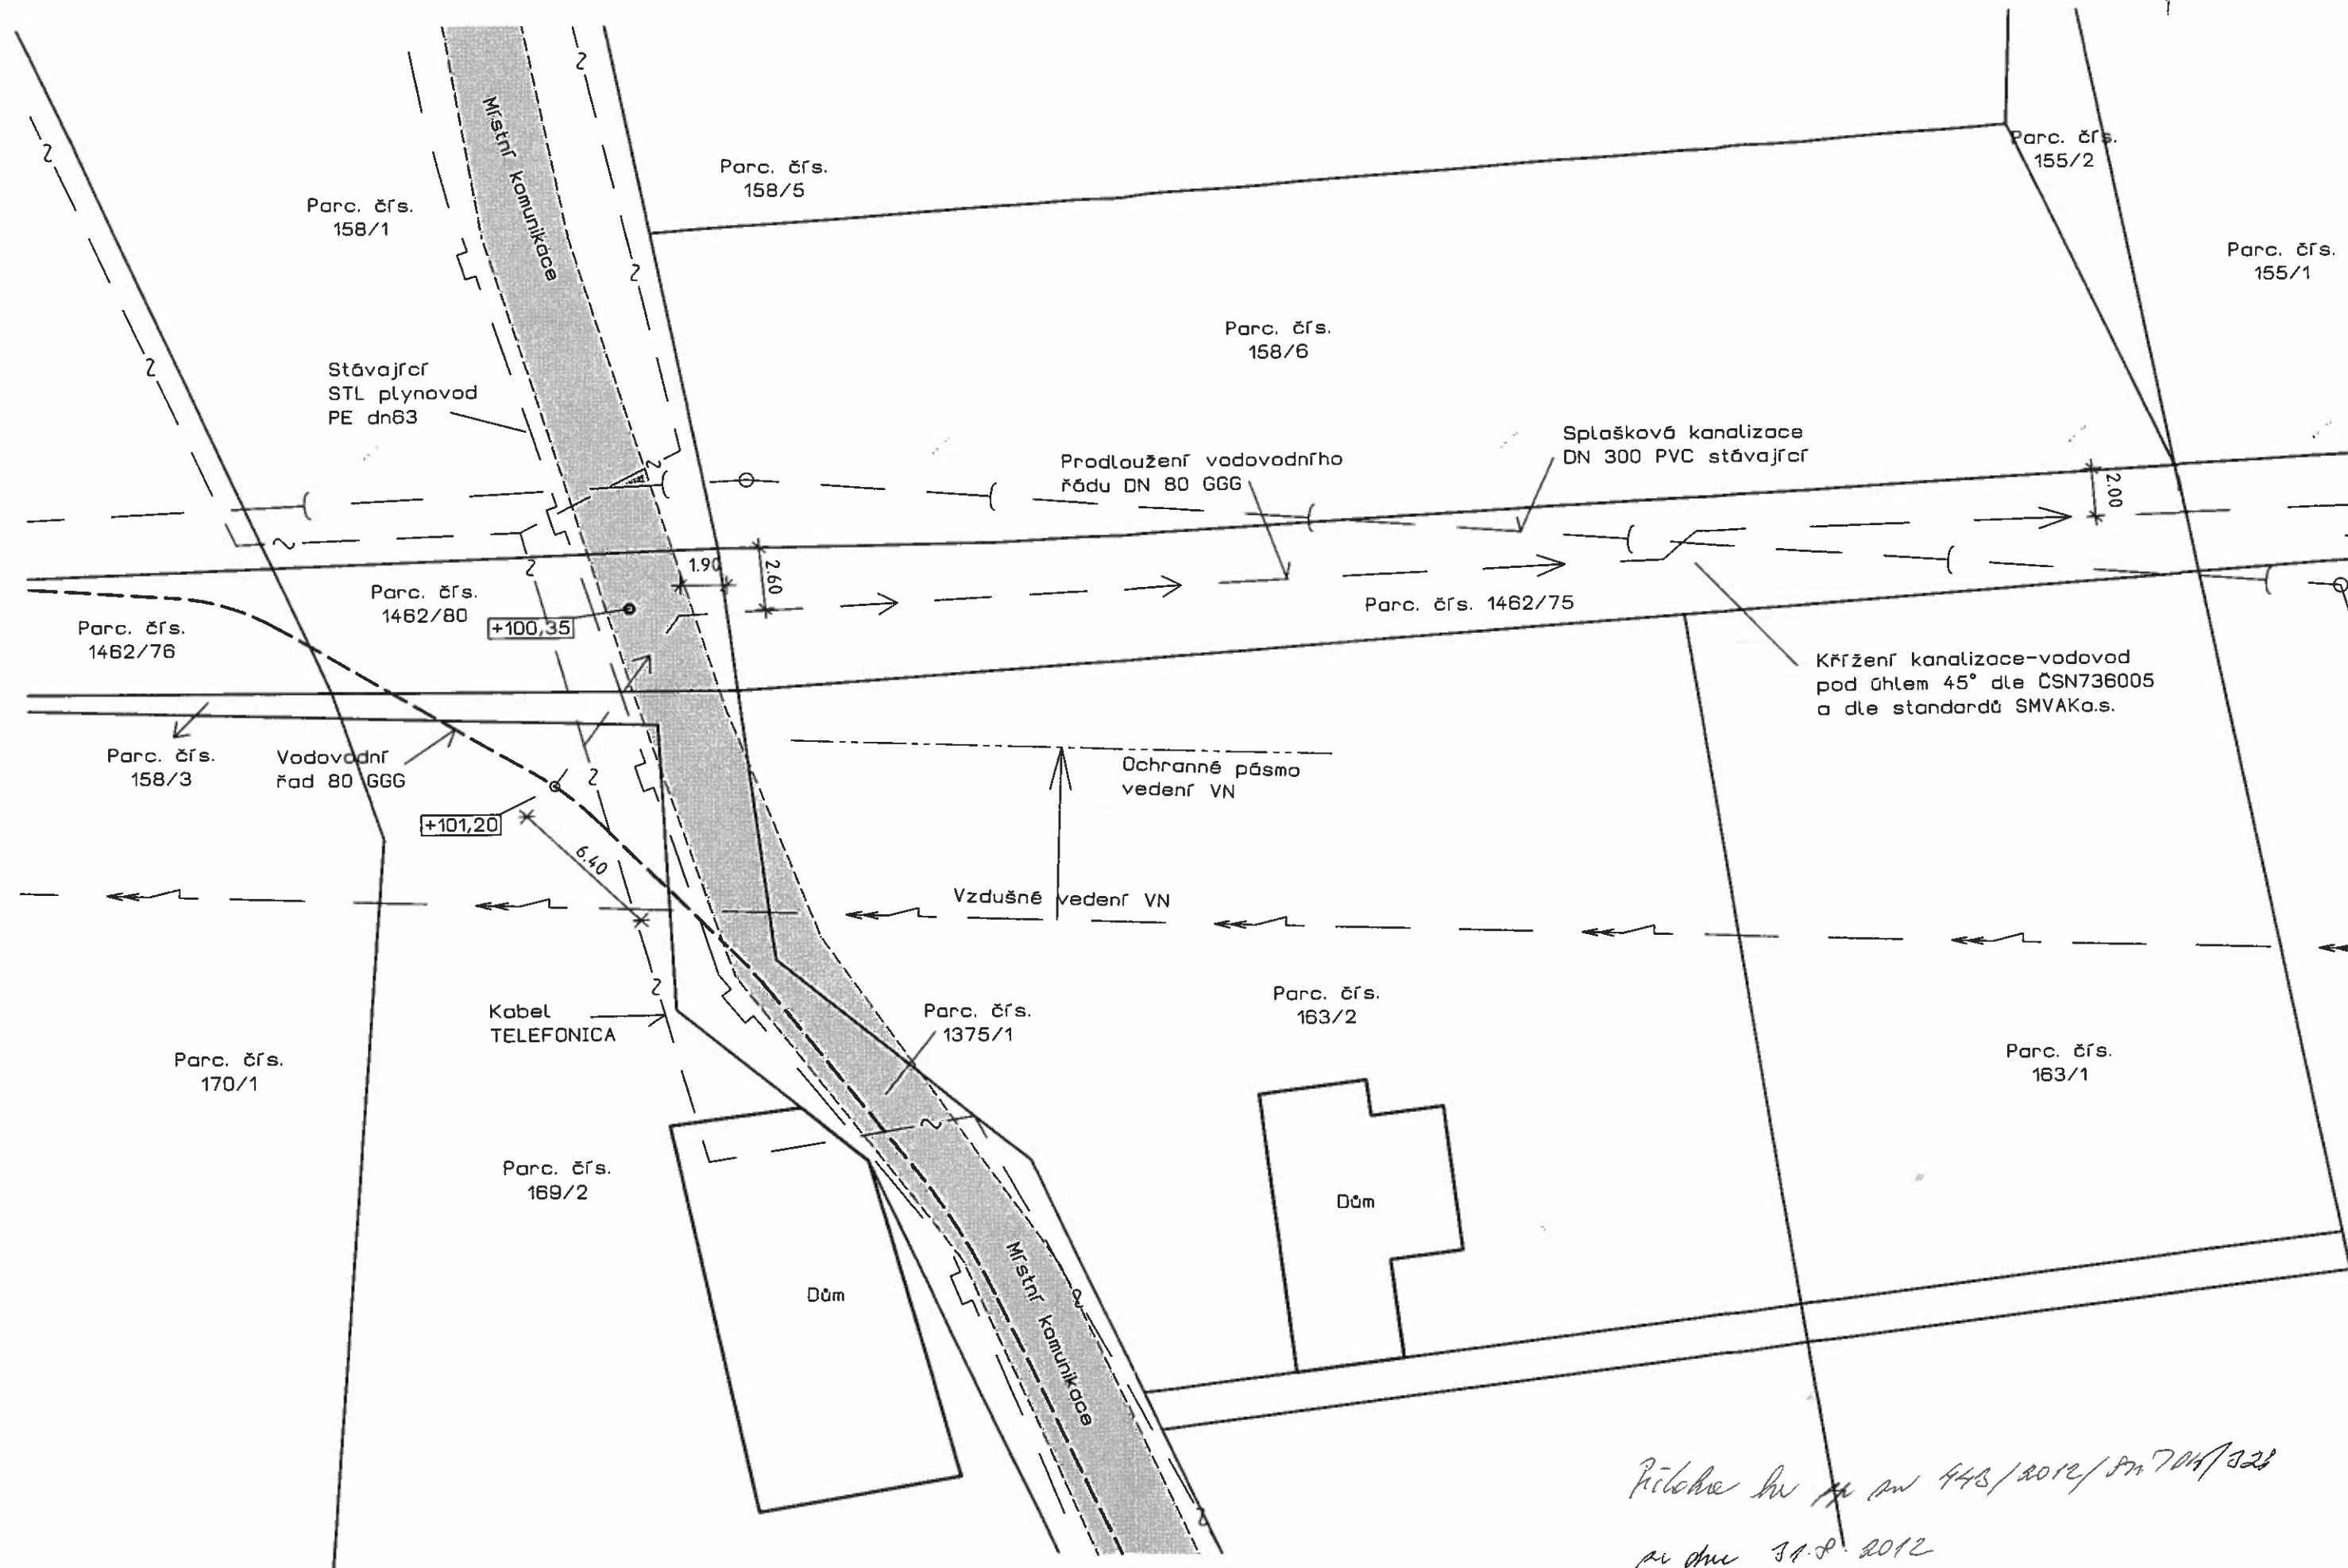 Parc. čís.
155/2
Parc. čís.
158/5
Místní komunikace
Parc. čís.
158/1
Parc. čís.
155/1
Parc. čís.
158/6
Stávající
STL plynovod
PE dn63
Splašková kanalizace
DN 300 PVC stávající
Prodloužení vodovodního
řádu DN 80 GGG
2.00
1.90
2.60
Parc. čís.
1462/80
+100,35
Parc. čís. 1462/75
Parc. čís.
1462/76
Křížení kanalizace-vodovod
pod úhlem 45° dle ČSN736005
a dle standardů SMVAKa.s.
Parc. čís.
158/3
Vodovodní
řad 80 GGG
Ochranné pásmo
vedení VN
+101,20
6.40
Vzdušné vedení VN
Kabel
TELEFONICA
Parc. čís.
1375/1
Parc. čís.
163/2
Parc. čís.
170/1
Parc. čís.
163/1
Parc. čís.
169/2
Dům
Dům
Místní komunikace
31.8.2012